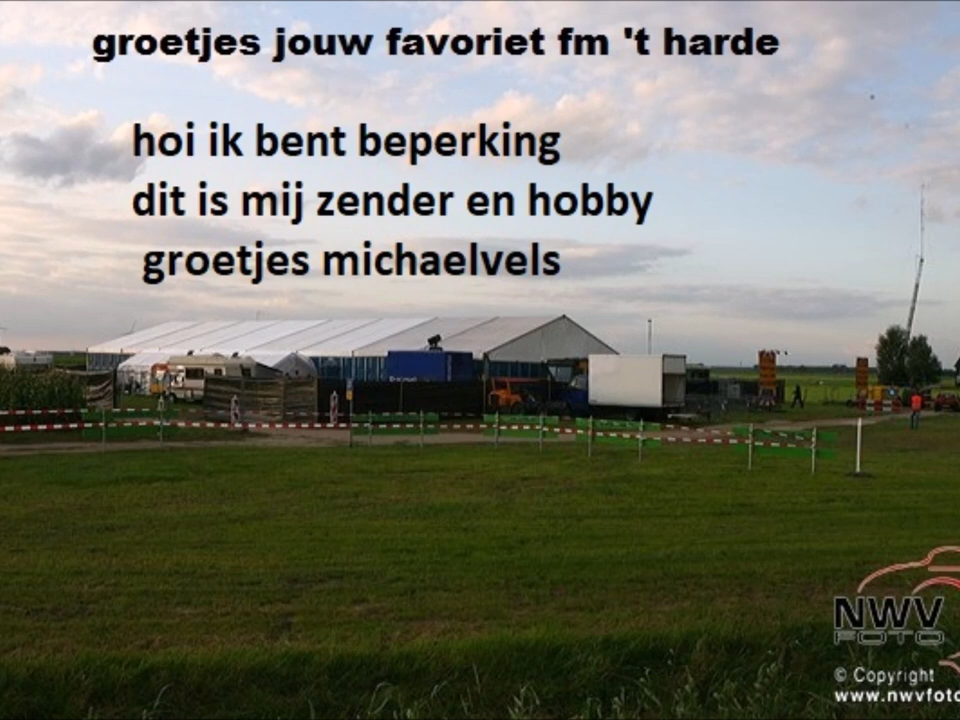 groetjes jouw favoriet fm 't harde
hoi ik bent beperking
dit is mij zender en hobby
groetjes michaelvels
NWV
FOTO
© Copyright
www.nwvfoto